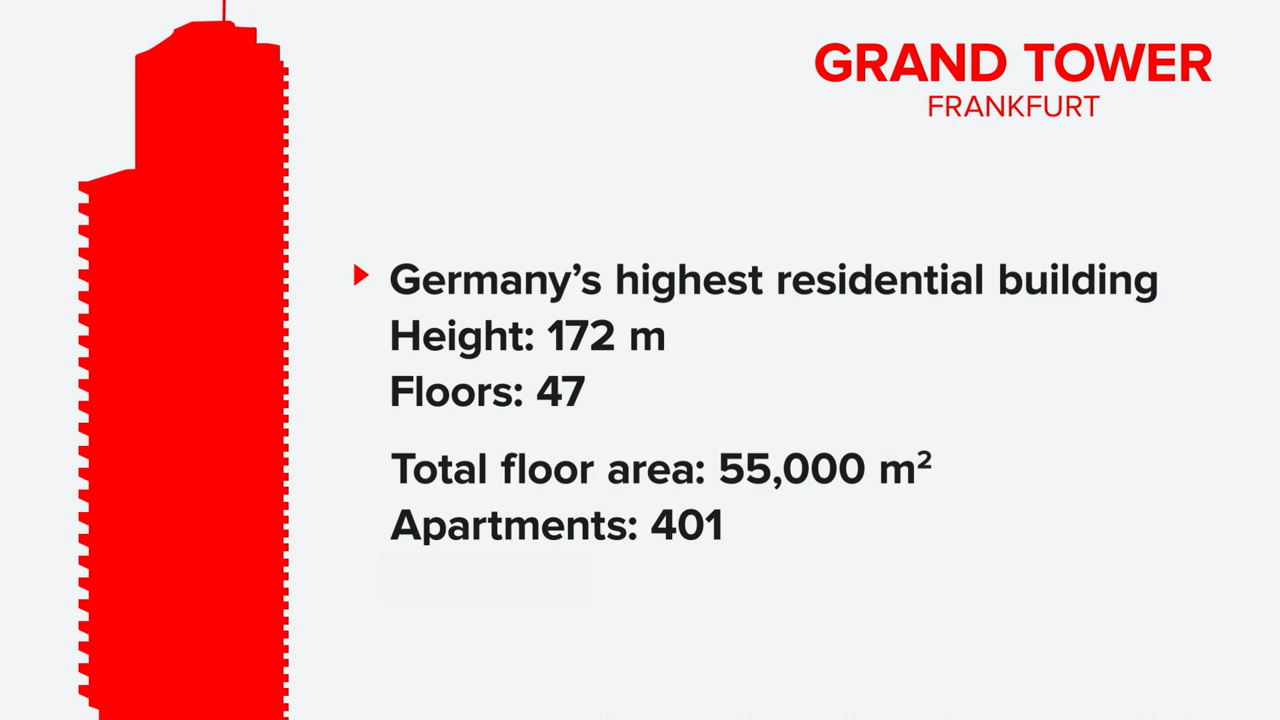 GRAND TOWER
FRANKFURT
Germany’s highest residential building
Height: 172 m
Floors: 47
Total floor area: 55,000 m²
Apartments: 401